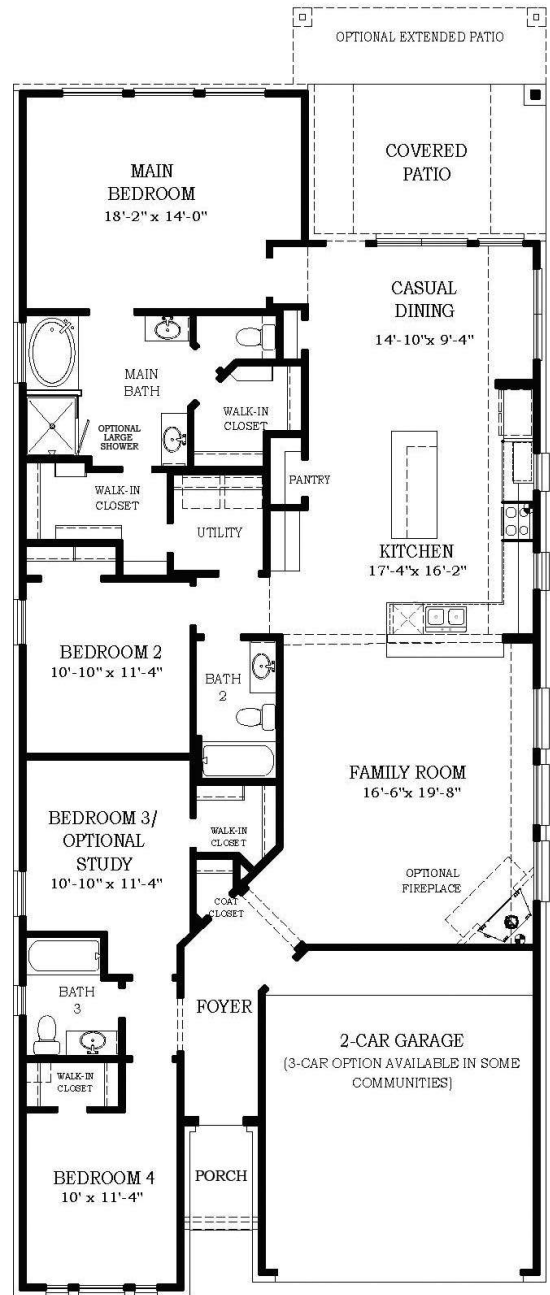 OPTIONAL EXTENDED PATIO
MAIN
BEDROOM
18'-2" x 14'-0"
COVERED
PATIO
CASUAL
DINING
14'-10" x 9'-4"
MAIN
BATH
OPTIONAL
LARGE
SHOWER
WALK-IN
CLOSET
WALK-IN
CLOSET
PANTRY
UTILITY
KITCHEN
17'-4" x 16'-2"
BEDROOM 2
10'-10" x 11'-4"
BATH
2
FAMILY ROOM
16'-6" x 19'-8"
BEDROOM 3/
OPTIONAL
STUDY
10'-10" x 11'-4"
WALK-IN
CLOSET
OPTIONAL
FIREPLACE
COAT
CLOSET
BATH
3
FOYER
2-CAR GARAGE
(3-CAR OPTION AVAILABLE IN SOME
COMMUNITIES)
WALK-IN
CLOSET
BEDROOM 4
10' x 11'-4"
PORCH